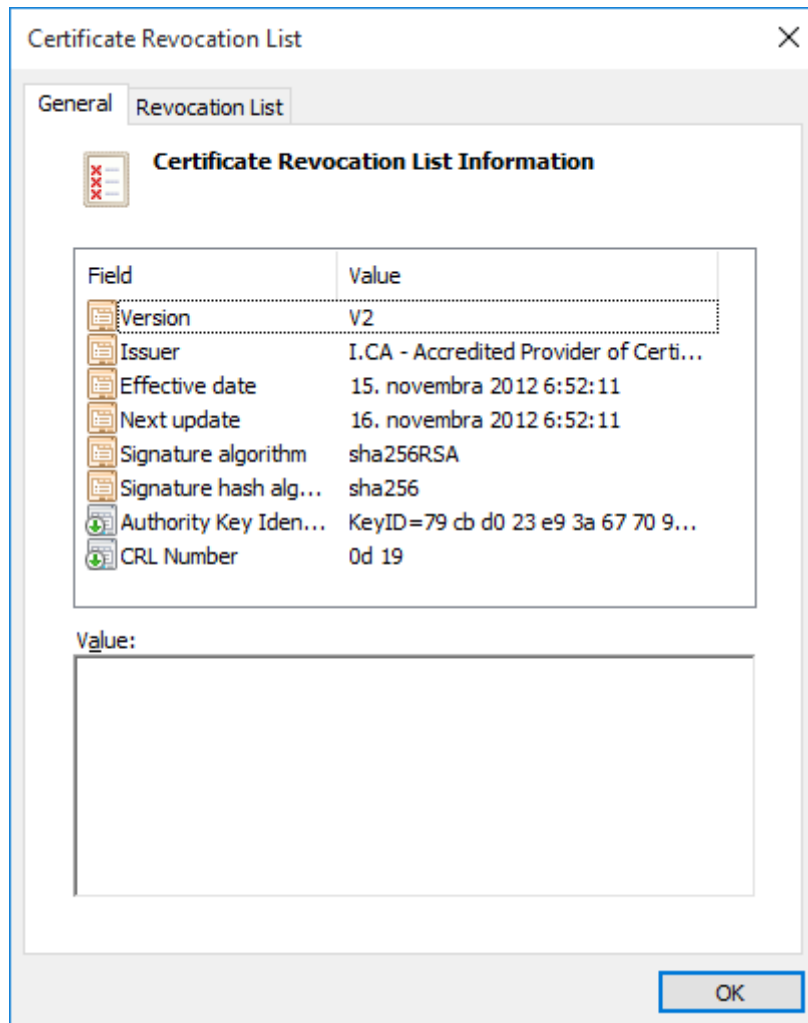 Certificate Revocation List
General Revocation List
Certificate Revocation List Information
Field Value
Version V2
Issuer I.CA - Accredited Provider of Certi...
Effective date 15. novembra 2012 6:52:11
Next update 16. novembra 2012 6:52:11
Signature algorithm sha256RSA
Signature hash alg... sha256
Authority Key Iden... KeyID=79 cb d0 23 e9 3a 67 70 9...
CRL Number 0d 19
Value:
OK